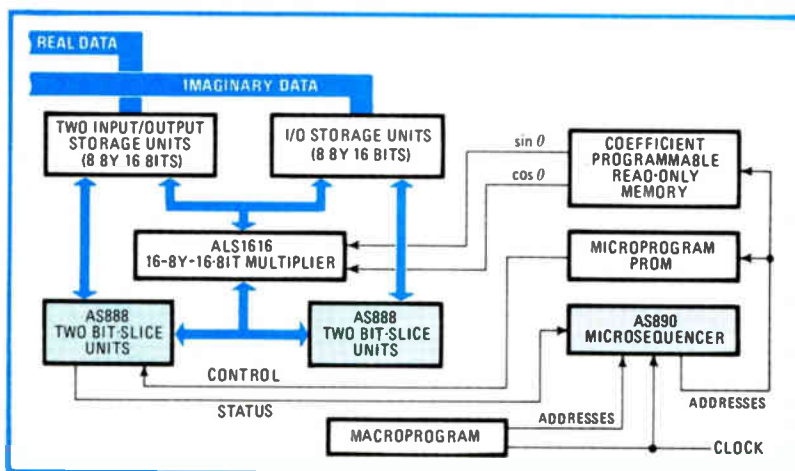 REAL DATA
IMAGINARY DATA
TWO INPUT/OUTPUT
STORAGE UNITS
(8 8Y 16 BITS)
I/O STORAGE UNITS
(8 8Y 16 BITS)
sin θ
cos θ
COEFFICIENT
PROGRAMMABLE
READ-ONLY
MEMORY
ALS1616
16-8Y-16-BIT MULTIPLIER
MICROPROGRAM
PROM
AS888
TWO BIT-SLICE
UNITS
AS888
TWO BIT-SLICE
UNITS
AS890
MICROSEQUENCER
CONTROL
STATUS
ADDRESSES
ADDRESSES
MACROPROGRAM
CLOCK